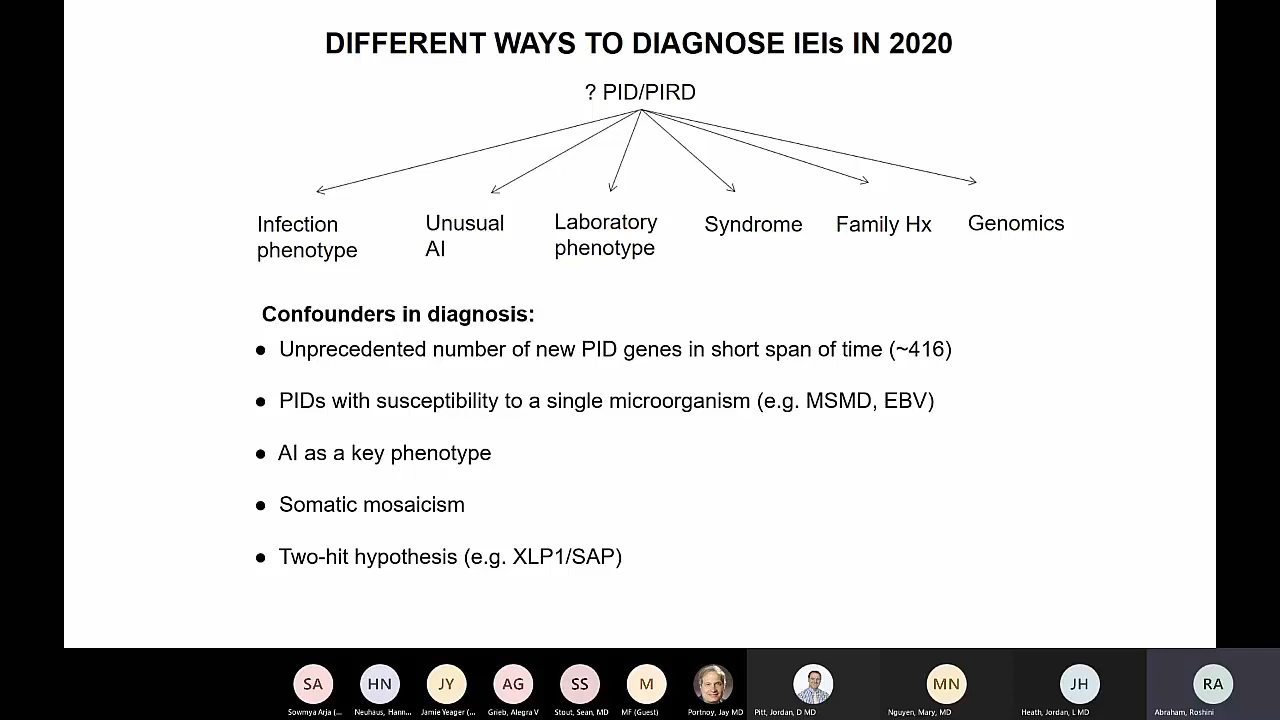 DIFFERENT WAYS TO DIAGNOSE IEIs IN 2020
? PID/PIRD
Infection phenotype
Unusual AI
Laboratory phenotype
Syndrome
Family Hx
Genomics
Confounders in diagnosis:
● Unprecedented number of new PID genes in short span of time (~416)
● PIDs with susceptibility to a single microorganism (e.g. MSMD, EBV)
● AI as a key phenotype
● Somatic mosaicism
● Two-hit hypothesis (e.g. XLP1/SAP)
SA
HN
JY
AG
SS
M
MN
JH
RA
Sowmya Arja (...
Neuhaus, Hann...
Jamie Yeager (...
Grieb, Alegra V
Stout, Sean, MD
MF (Guest)
Portnoy, Jay MD
Pitt, Jordan, D MD
Nguyen, Mary, MD
Heath, Jordan, L MD
Abraham, Roshini